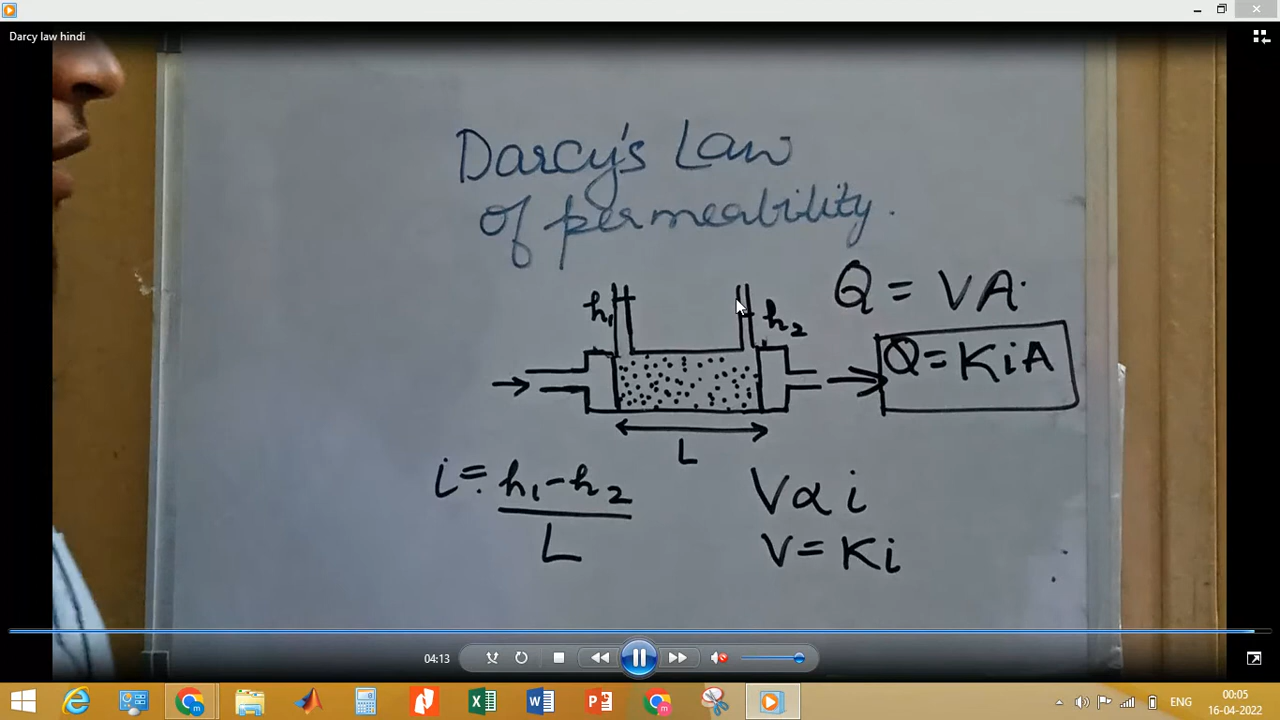 Darcy law hindi
Darcy's Law
of permeability.
h₁
h₂
Q = VA.
Q = KiA
L
i = h₁-h₂
L
V∝i
V = Ki
04:13
ENG
00:05
16-04-2022